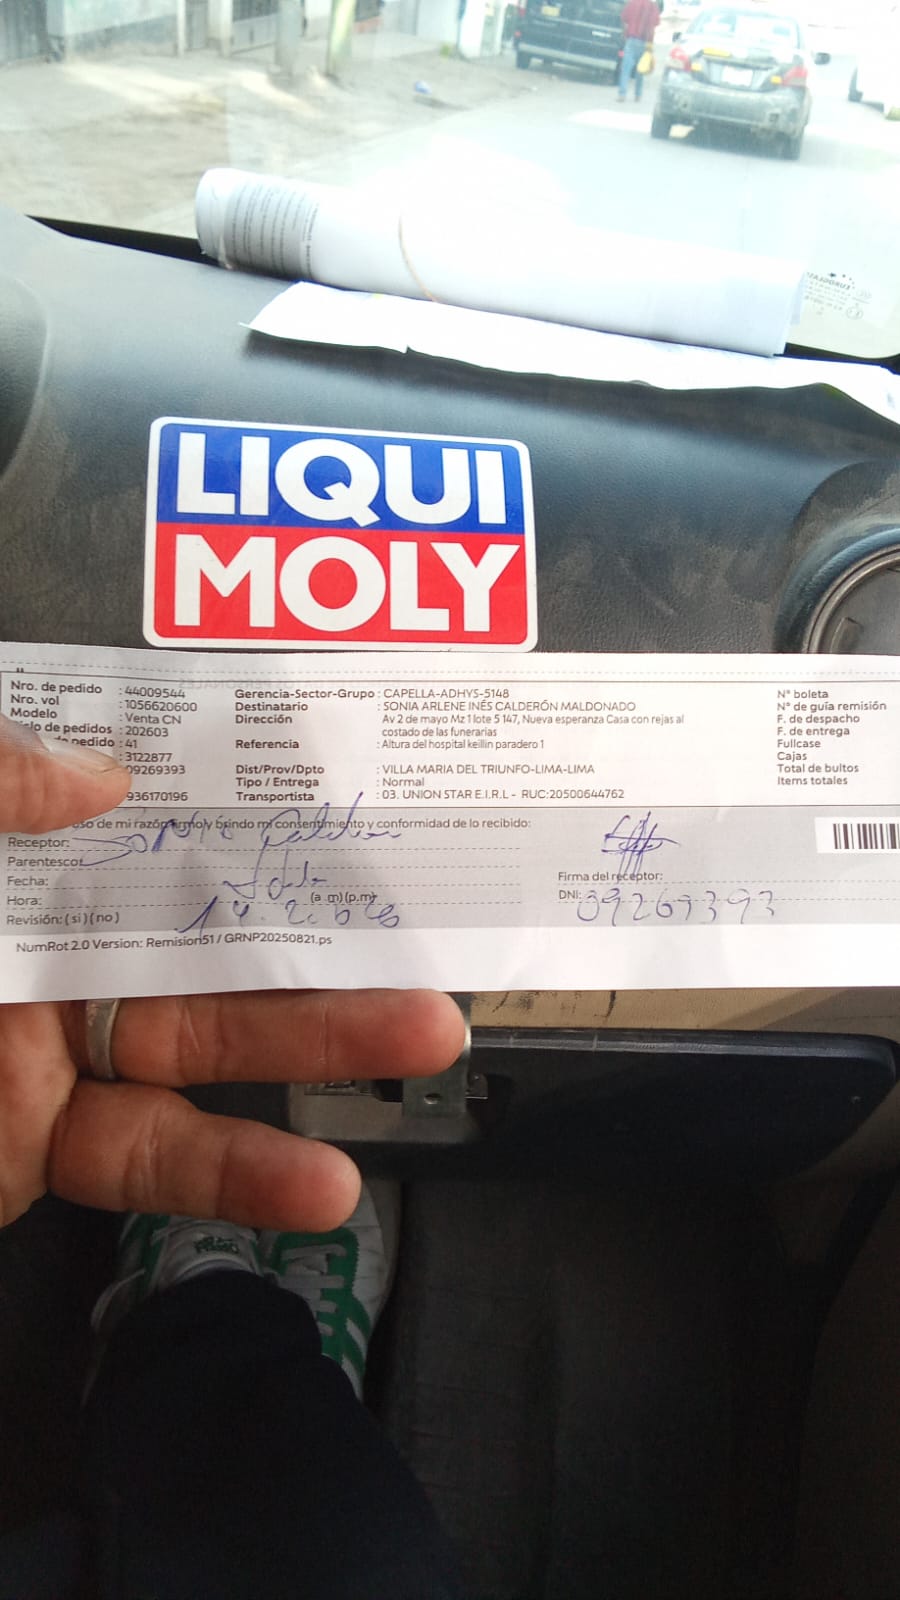 LIQUI
MOLY
Nro. de pedido : 44009544
Nro. vol : 1056620600
Modelo : Venta CN
de pedidos : 202603
pedido : 41
: 3122877
09269393
936170196
Gerencia-Sector-Grupo : CAPELLA-ADHYS-5148
Destinatario : SONIA ARLENE INÉS CALDERÓN MALDONADO
Dirección : Av 2 de mayo Mz 1 lote 5 147, Nueva esperanza Casa con rejas al
costado de las funerarias
Referencia : Altura del hospital keillin paradero 1
Dist/Prov/Dpto : VILLA MARIA DEL TRIUNFO-LIMA-LIMA
Tipo / Entrega : Normal
Transportista : 03. UNION STAR E.I.R.L - RUC:20500644762
N° boleta
N° de guía remisión
F. de despacho
F. de entrega
Fullcase
Cajas
Total de bultos
Items totales
uso de mi razón y brindo mi consentimiento y conformidad de lo recibido:
Receptor: Sonia Calderon
Parentesco:
Fecha:
Hora: (a.m)(p.m)
Revisión: (si) (no)
Firma del receptor:
DNI: 09269393
NumRot 2.0 Version: Remision51 / GRNP20250821.ps